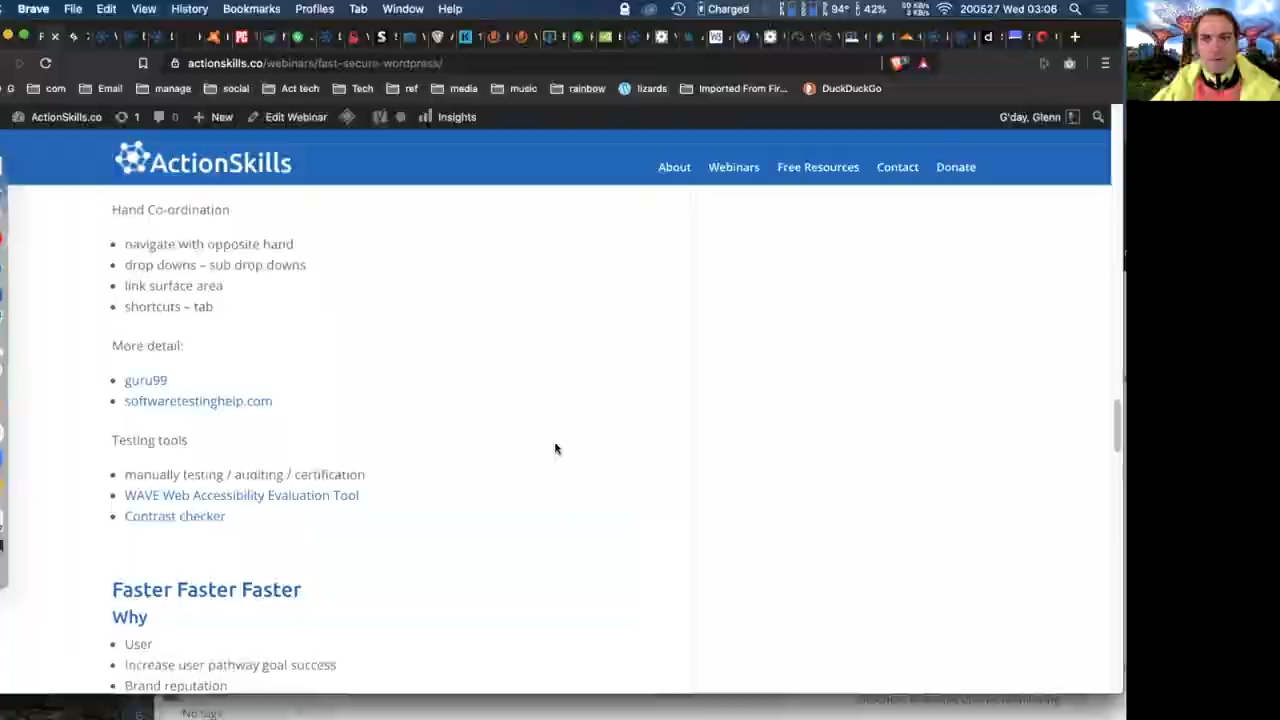 Brave File Edit View History Bookmarks Profiles Tab Window Help Charged 94° 42% 200527 Wed 03:06
actionskills.co/webinars/fast-secure-wordpress/
G com Email manage social Act tech Tech ref media music rainbow lizards Imported From Fir... DuckDuckGo
ActionSkills.co 1 0 New Edit Webinar Insights G'day, Glenn
ActionSkills About Webinars Free Resources Contact Donate
Hand Co-ordination
navigate with opposite hand
drop downs – sub drop downs
link surface area
shortcuts – tab
More detail:
guru99
softwaretestinghelp.com
Testing tools
manually testing / auditing / certification
WAVE Web Accessibility Evaluation Tool
Contrast checker
Faster Faster Faster
Why
User
Increase user pathway goal success
Brand reputation
No tags